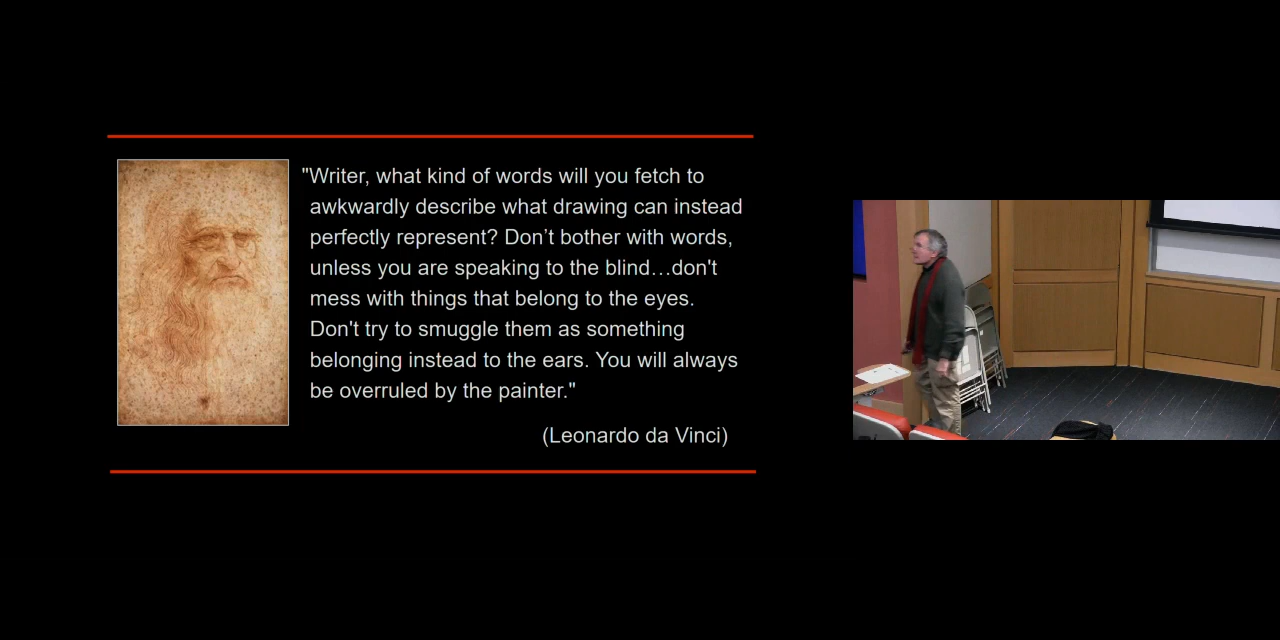 "Writer, what kind of words will you fetch to
awkwardly describe what drawing can instead
perfectly represent? Don’t bother with words,
unless you are speaking to the blind…don't
mess with things that belong to the eyes.
Don't try to smuggle them as something
belonging instead to the ears. You will always
be overruled by the painter."
(Leonardo da Vinci)